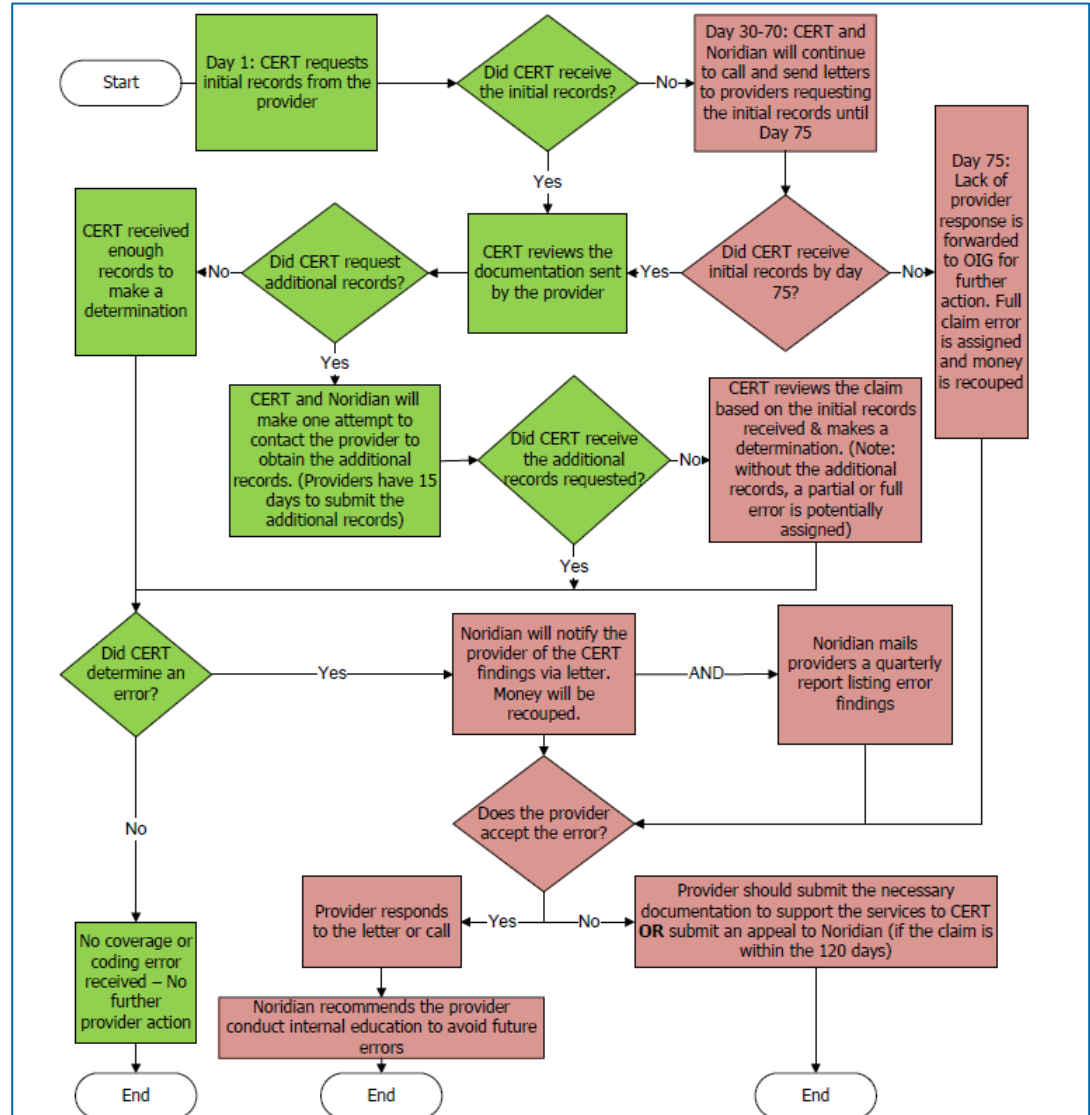 Start
Day 1: CERT requests
initial records from the
provider
Did CERT receive
the initial records?
No
Day 30-70: CERT and
Noridian will continue
to call and send letters
to providers requesting
the initial records until
Day 75
Yes
Day 75:
Lack of
provider
response is
forwarded
to OIG for
further
action. Full
claim error
is assigned
and money
is recouped
CERT received
enough
records to
make a
determination
No
Did CERT request
additional records?
CERT reviews the
documentation sent
by the provider
Yes
Did CERT receive
initial records by day
75?
No
Yes
CERT and Noridian will
make one attempt to
contact the provider to
obtain the additional
records. (Providers have 15
days to submit the
additional records)
Did CERT receive
the additional
records requested?
No
CERT reviews the claim
based on the initial records
received & makes a
determination. (Note:
without the additional
records, a partial or full
error is potentially
assigned)
Yes
Did CERT
determine an
error?
Yes
Noridian will notify the
provider of the CERT
findings via letter.
Money will be
recouped.
AND
Noridian mails
providers a quarterly
report listing error
findings
No
Does the provider
accept the error?
Provider responds
to the letter or call
Yes
No
Provider should submit the necessary
documentation to support the services to CERT
OR submit an appeal to Noridian (if the claim is
within the 120 days)
No coverage or
coding error
received – No
further
provider action
Noridian recommends the provider
conduct internal education to avoid future
errors
End
End
End